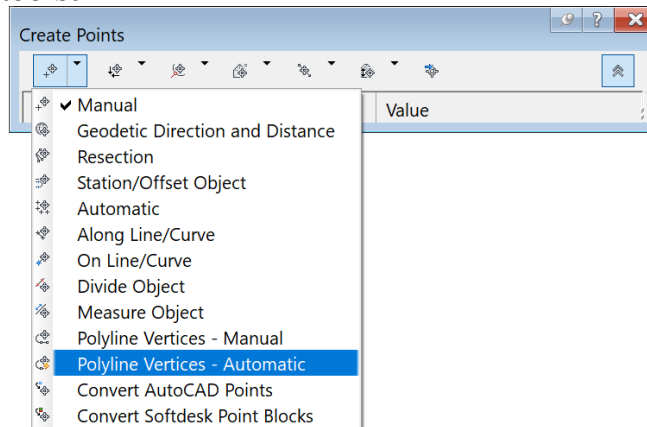 Create Points
Value
Manual
Geodetic Direction and Distance
Resection
Station/Offset Object
Automatic
Along Line/Curve
On Line/Curve
Divide Object
Measure Object
Polyline Vertices - Manual
Polyline Vertices - Automatic
Convert AutoCAD Points
Convert Softdesk Point Blocks